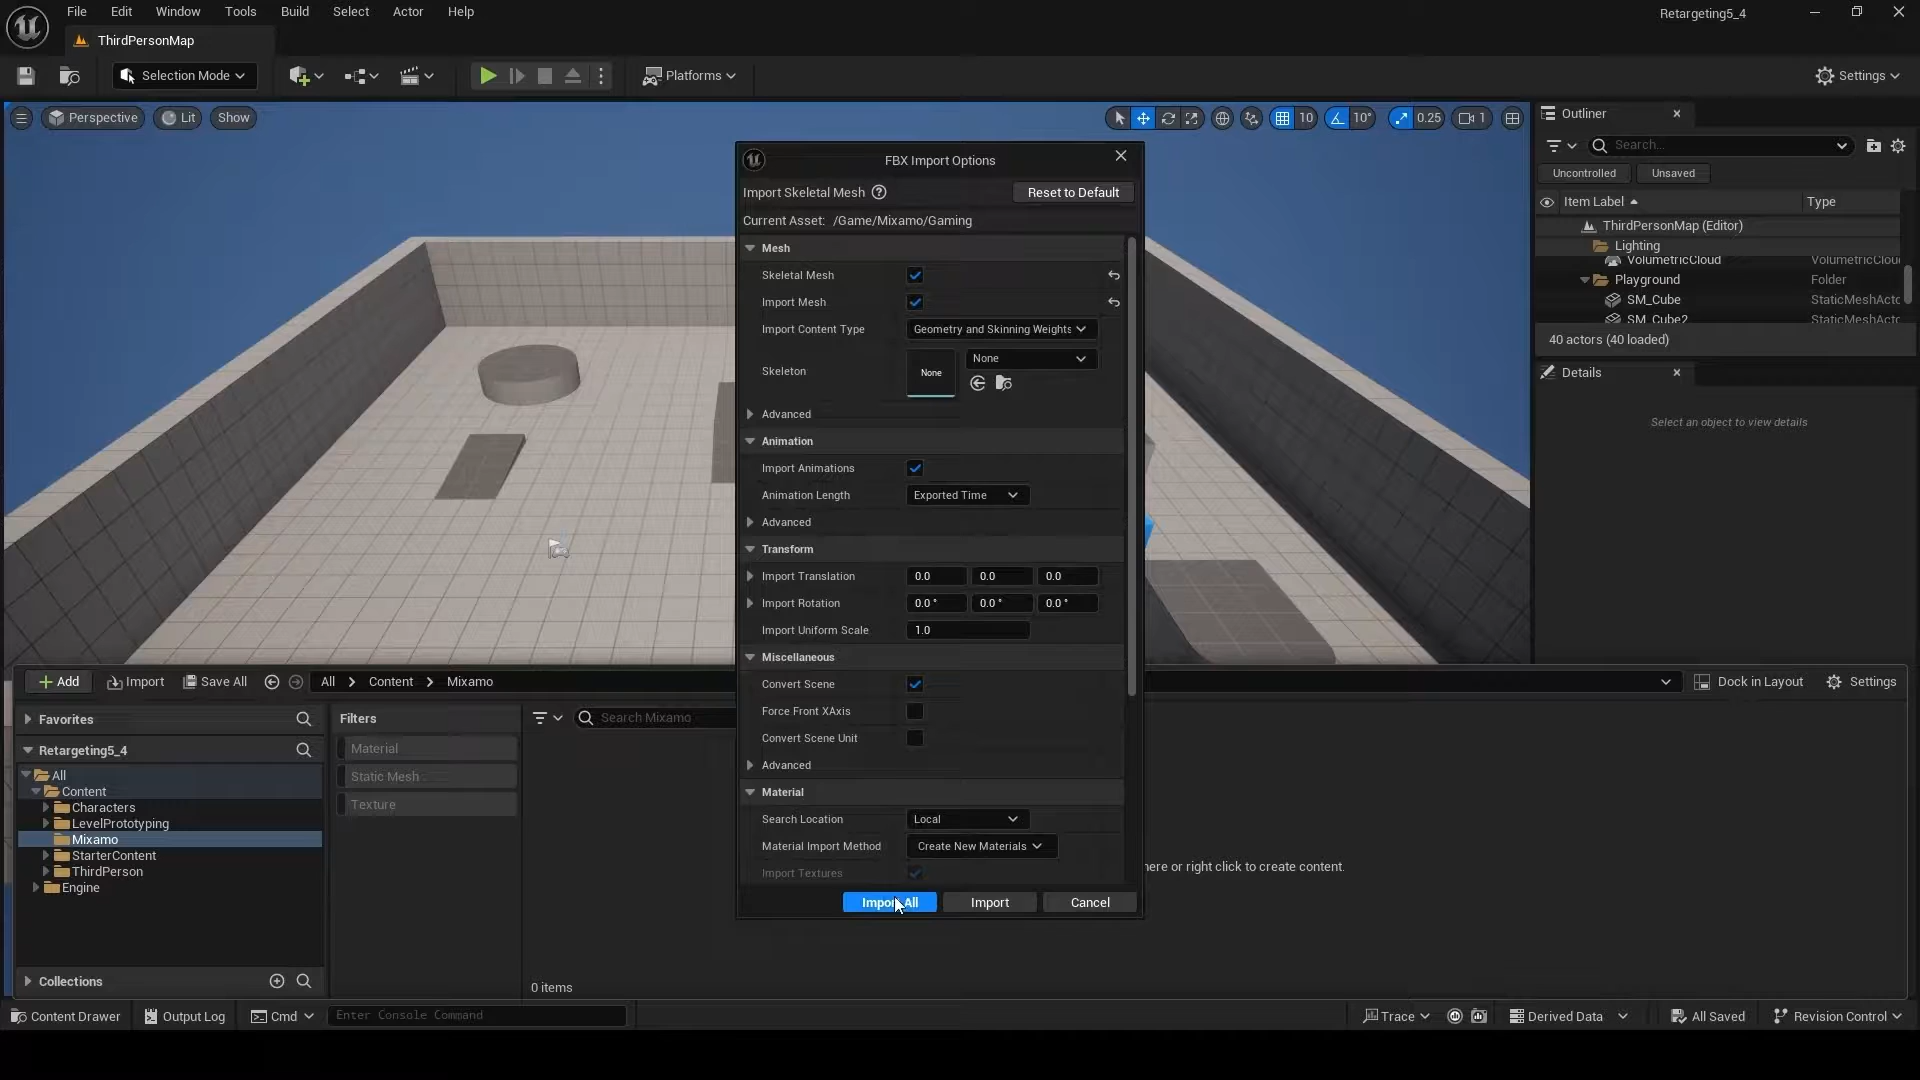 File Edit Window Tools Build Select Actor Help
Retargeting5_4
ThirdPersonMap
Selection Mode
Platforms
Settings
Perspective
Lit
Show
10
10°
0.25
1
Outliner
Search...
Uncontrolled
Unsaved
Item Label
Type
ThirdPersonMap (Editor)
Lighting
VolumetricCloud
Playground
Folder
SM_Cube
StaticMeshActo
SM_Cube2
40 actors (40 loaded)
Details
Select an object to view details
FBX Import Options
Import Skeletal Mesh
Reset to Default
Current Asset: /Game/Mixamo/Gaming
Mesh
Skeletal Mesh
Import Mesh
Import Content Type
Geometry and Skinning Weights
Skeleton
None
None
Advanced
Animation
Import Animations
Animation Length
Exported Time
Advanced
Transform
Import Translation
0.0 0.0 0.0
Import Rotation
0.0 ° 0.0 ° 0.0 °
Import Uniform Scale
1.0
Miscellaneous
Convert Scene
Force Front XAxis
Convert Scene Unit
Advanced
Material
Search Location
Local
Material Import Method
Create New Materials
Import Textures
Import All
Import
Cancel
Add
Import
Save All
All
Content
Mixamo
Dock in Layout
Settings
Favorites
Retargeting5_4
All
Content
Characters
LevelPrototyping
Mixamo
StarterContent
ThirdPerson
Engine
Collections
Filters
Material
Static Mesh
Texture
Search Mixamo
here or right click to create content.
0 items
Content Drawer
Output Log
Cmd
Enter Console Command
Trace
Derived Data
All Saved
Revision Control